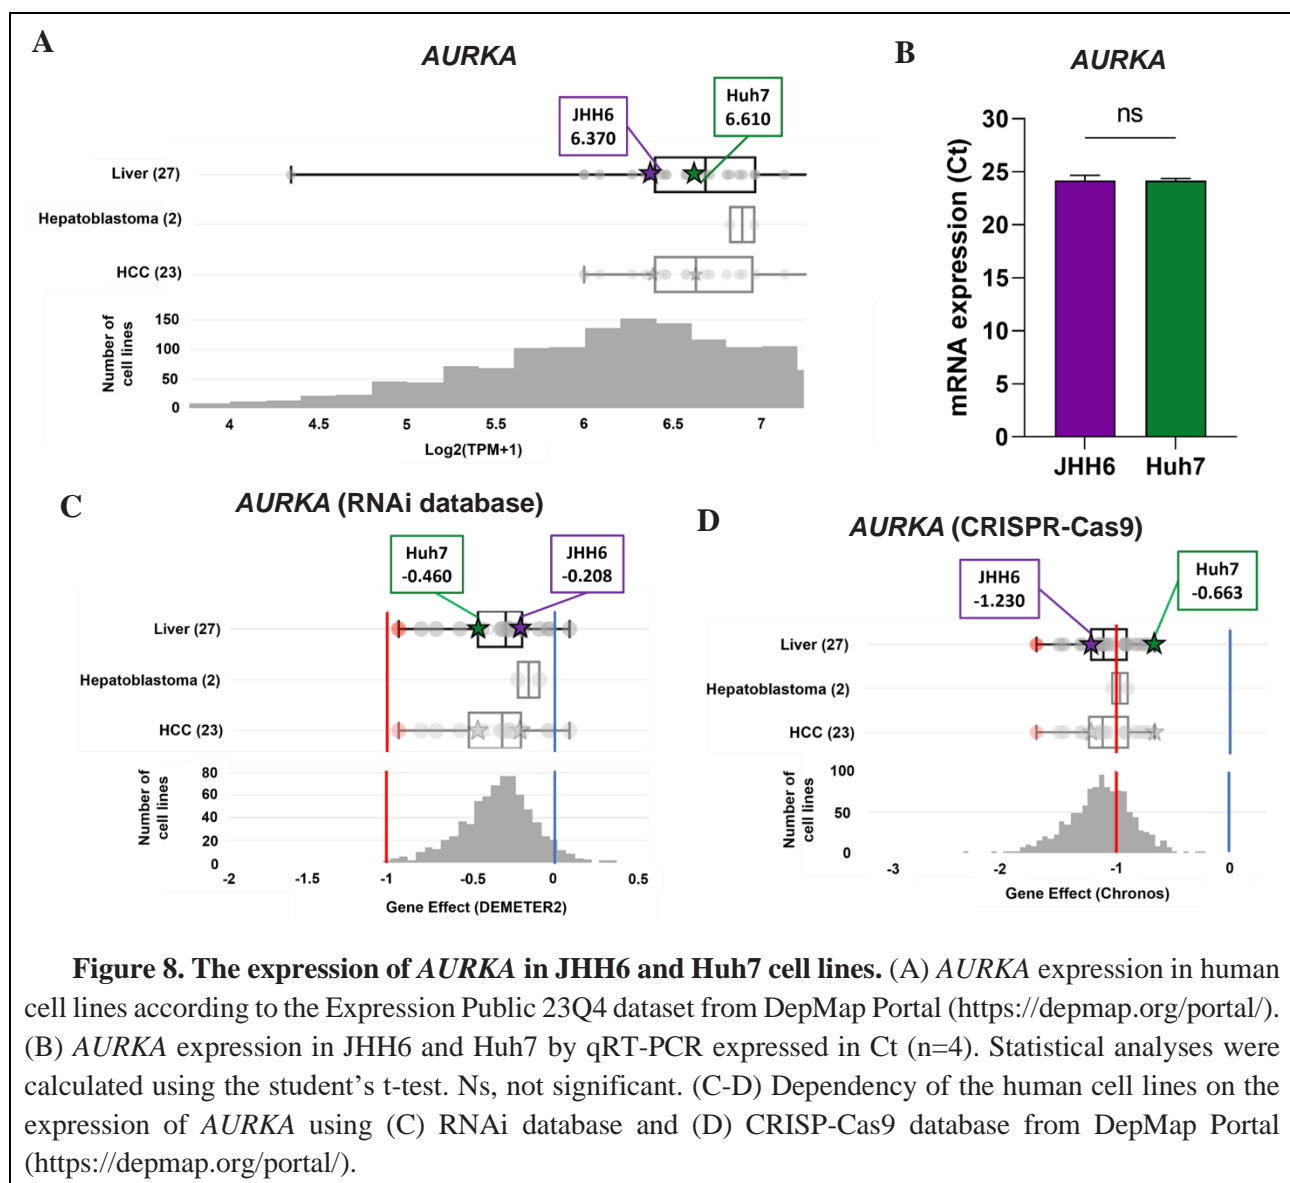 A
AURKA
JHH6
6.370
Huh7
6.610
Liver (27)
Hepatoblastoma (2)
HCC (23)
Number of
cell lines
150
100
50
0
4
4.5
5
5.5
6
6.5
7
Log2(TPM+1)
B
AURKA
ns
mRNA expression (Ct)
30
25
20
15
10
5
0
JHH6
Huh7
C
AURKA (RNAi database)
Huh7
-0.460
JHH6
-0.208
Liver (27)
Hepatoblastoma (2)
HCC (23)
Number of
cell lines
80
60
40
20
0
-2
-1.5
-1
-0.5
0
0.5
Gene Effect (DEMETER2)
D
AURKA (CRISPR-Cas9)
JHH6
-1.230
Huh7
-0.663
Liver (27)
Hepatoblastoma (2)
HCC (23)
Number of
cell lines
100
50
0
-3
-2
-1
0
Gene Effect (Chronos)
Figure 8. The expression of AURKA in JHH6 and Huh7 cell lines. (A) AURKA expression in human
cell lines according to the Expression Public 23Q4 dataset from DepMap Portal (https://depmap.org/portal/).
(B) AURKA expression in JHH6 and Huh7 by qRT-PCR expressed in Ct (n=4). Statistical analyses were
calculated using the student’s t-test. Ns, not significant. (C-D) Dependency of the human cell lines on the
expression of AURKA using (C) RNAi database and (D) CRISP-Cas9 database from DepMap Portal
(https://depmap.org/portal/).